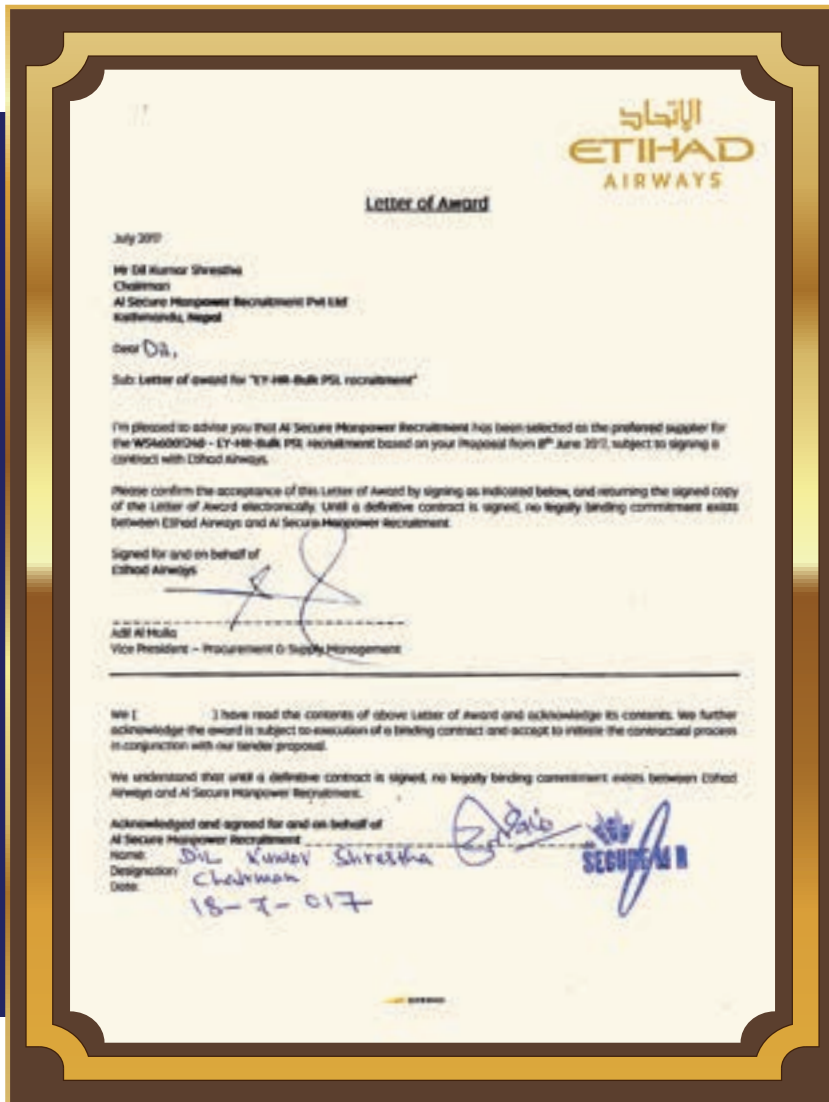 الإتحاد
ETIHAD
AIRWAYS
Letter of Award
July 2017
Mr Dil Kumar Shrestha
Chairman
Al Secure Manpower Recruitment Pvt Ltd
Kathmandu, Nepal
Dear Dil,
Sub: Letter of award for "EY-HR-Bulk PSL recruitment"
I'm pleased to advise you that Al Secure Manpower Recruitment has been selected as the preferred supplier for
the - EY-HR-Bulk PSL recruitment based on your Proposal from 8th June 2017, subject to signing a
contract with Etihad Airways.
Please confirm the acceptance of this Letter of Award by signing as indicated below, and returning the signed copy
of the Letter of Award electronically. Until a definitive contract is signed, no legally binding commitment exists
between Etihad Airways and Al Secure Manpower Recruitment
Signed for and on behalf of
Etihad Airways
Adil Al Mulla
Vice President – Procurement & Supply Management
We [ ] have read the contents of above Letter of Award and acknowledge its contents. We further
acknowledge the award is subject to execution of a binding contract and accept to initiate the contractual process
in conjunction with our tender proposal.
We understand that until a definitive contract is signed, no legally binding commitment exists between Etihad
Airways and Al Secure Manpower Recruitment.
Acknowledged and agreed for and on behalf of
Al Secure Manpower Recruitment
Name: DIL Kumar Shrestha
Designation: Chairman
Date: 18-7-017
SECURE M R
ETIHAD